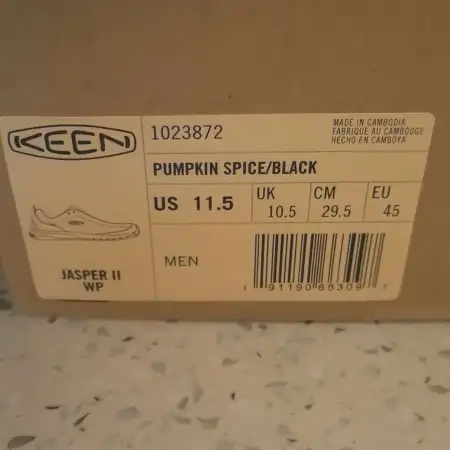 KEEN
1023872
MADE IN CAMBODIA
FABRIQUE AU CAMBODGE
HECHO EN CAMBOYA
PUMPKIN SPICE/BLACK
US 11.5
UK
10.5
CM
29.5
EU
45
JASPER II
WP
MEN